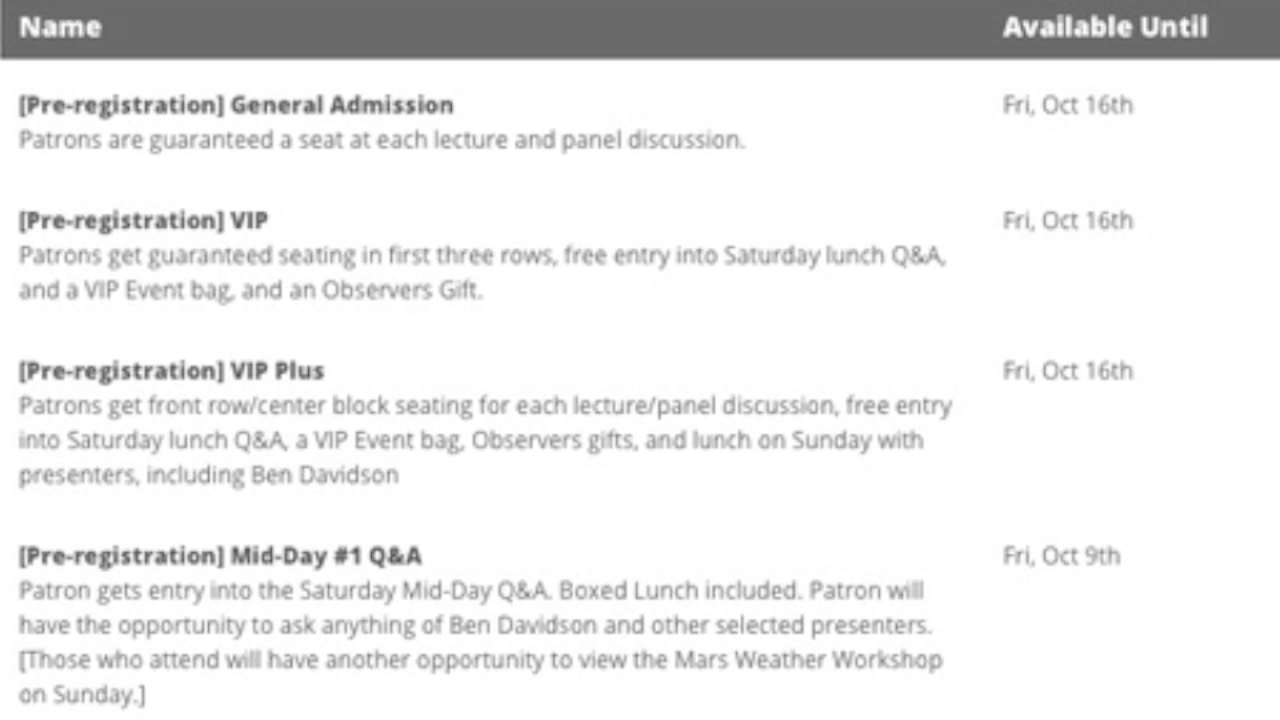 Name Available Until
[Pre-registration] General Admission Fri, Oct 16th
Patrons are guaranteed a seat at each lecture and panel discussion.
[Pre-registration] VIP Fri, Oct 16th
Patrons get guaranteed seating in first three rows, free entry into Saturday lunch Q&A,
and a VIP Event bag, and an Observers Gift.
[Pre-registration] VIP Plus Fri, Oct 16th
Patrons get front row/center block seating for each lecture/panel discussion, free entry
into Saturday lunch Q&A, a VIP Event bag, Observers gifts, and lunch on Sunday with
presenters, including Ben Davidson
[Pre-registration] Mid-Day #1 Q&A Fri, Oct 9th
Patron gets entry into the Saturday Mid-Day Q&A. Boxed Lunch included. Patron will
have the opportunity to ask anything of Ben Davidson and other selected presenters.
[Those who attend will have another opportunity to view the Mars Weather Workshop
on Sunday.]